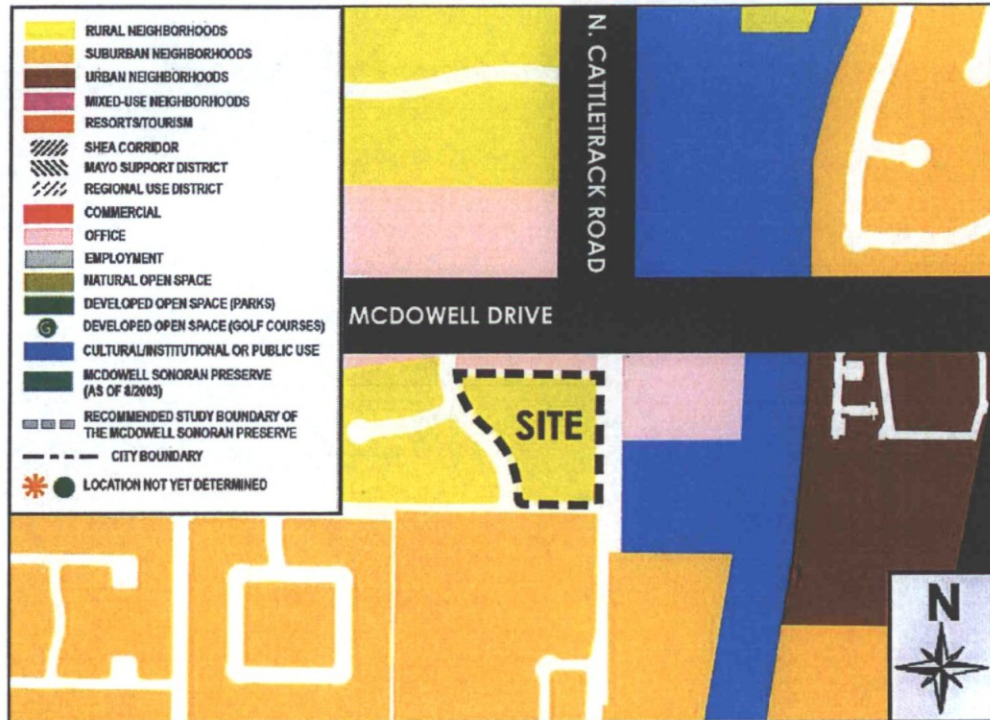 RURAL NEIGHBORHOODS
SUBURBAN NEIGHBORHOODS
URBAN NEIGHBORHOODS
MIXED-USE NEIGHBORHOODS
RESORTS/TOURISM
SHEA CORRIDOR
MAYO SUPPORT DISTRICT
REGIONAL USE DISTRICT
COMMERCIAL
OFFICE
EMPLOYMENT
NATURAL OPEN SPACE
DEVELOPED OPEN SPACE (PARKS)
G DEVELOPED OPEN SPACE (GOLF COURSES)
CULTURAL/INSTITUTIONAL OR PUBLIC USE
MCDOWELL SONORAN PRESERVE
(AS OF 8/2003)
RECOMMENDED STUDY BOUNDARY OF
THE MCDOWELL SONORAN PRESERVE
CITY BOUNDARY
LOCATION NOT YET DETERMINED
N. CATTLETRACK ROAD
MCDOWELL DRIVE
SITE
N